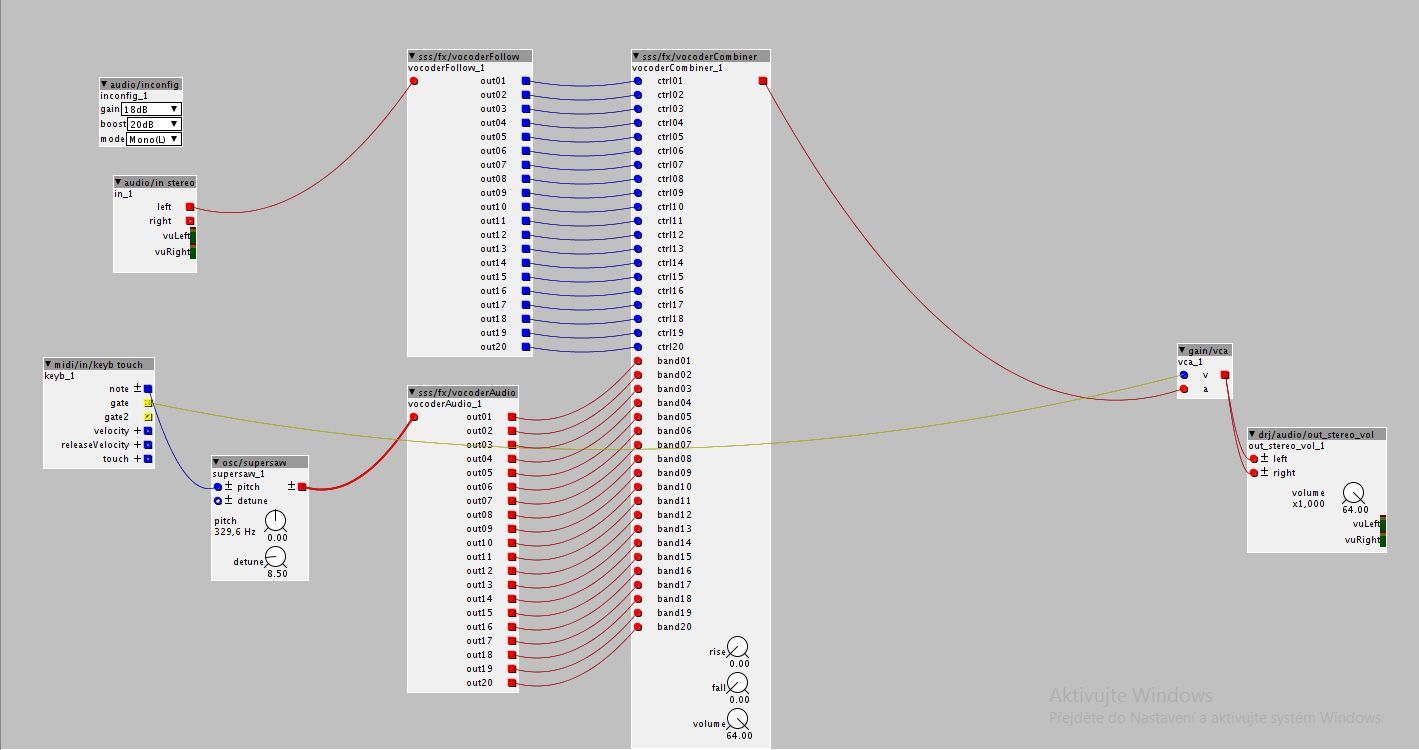 audio/inconfig
inconfig_1
gain 18dB
boost 20dB
mode Mono(L)
audio/in stereo
in_1
left
right
vuLeft
vuRight
midi/in/keyb touch
keyb_1
note ±
gate
gate2
velocity +
releaseVelocity +
touch +
osc/supersaw
supersaw_1
± pitch ±
± detune
pitch
329,6 Hz
0.00
detune
8.50
sss/fx/vocoderFollow
vocoderFollow_1
out01
out02
out03
out04
out05
out06
out07
out08
out09
out10
out11
out12
out13
out14
out15
out16
out17
out18
out19
out20
sss/fx/vocoderAudio
vocoderAudio_1
out01
out02
out03
out04
out05
out06
out07
out08
out09
out10
out11
out12
out13
out14
out15
out16
out17
out18
out19
out20
sss/fx/vocoderCombiner
vocoderCombiner_1
ctrl01
ctrl02
ctrl03
ctrl04
ctrl05
ctrl06
ctrl07
ctrl08
ctrl09
ctrl10
ctrl11
ctrl12
ctrl13
ctrl14
ctrl15
ctrl16
ctrl17
ctrl18
ctrl19
ctrl20
band01
band02
band03
band04
band05
band06
band07
band08
band09
band10
band11
band12
band13
band14
band15
band16
band17
band18
band19
band20
rise
0.00
fall
0.00
volume
64.00
gain/vca
vca_1
v
a
drj/audio/out_stereo_vol
out_stereo_vol_1
± left
± right
volume
x1,000
64.00
vuLeft
vuRight
Aktivujte Windows
Přejděte do Nastavení a aktivujte systém Windows.